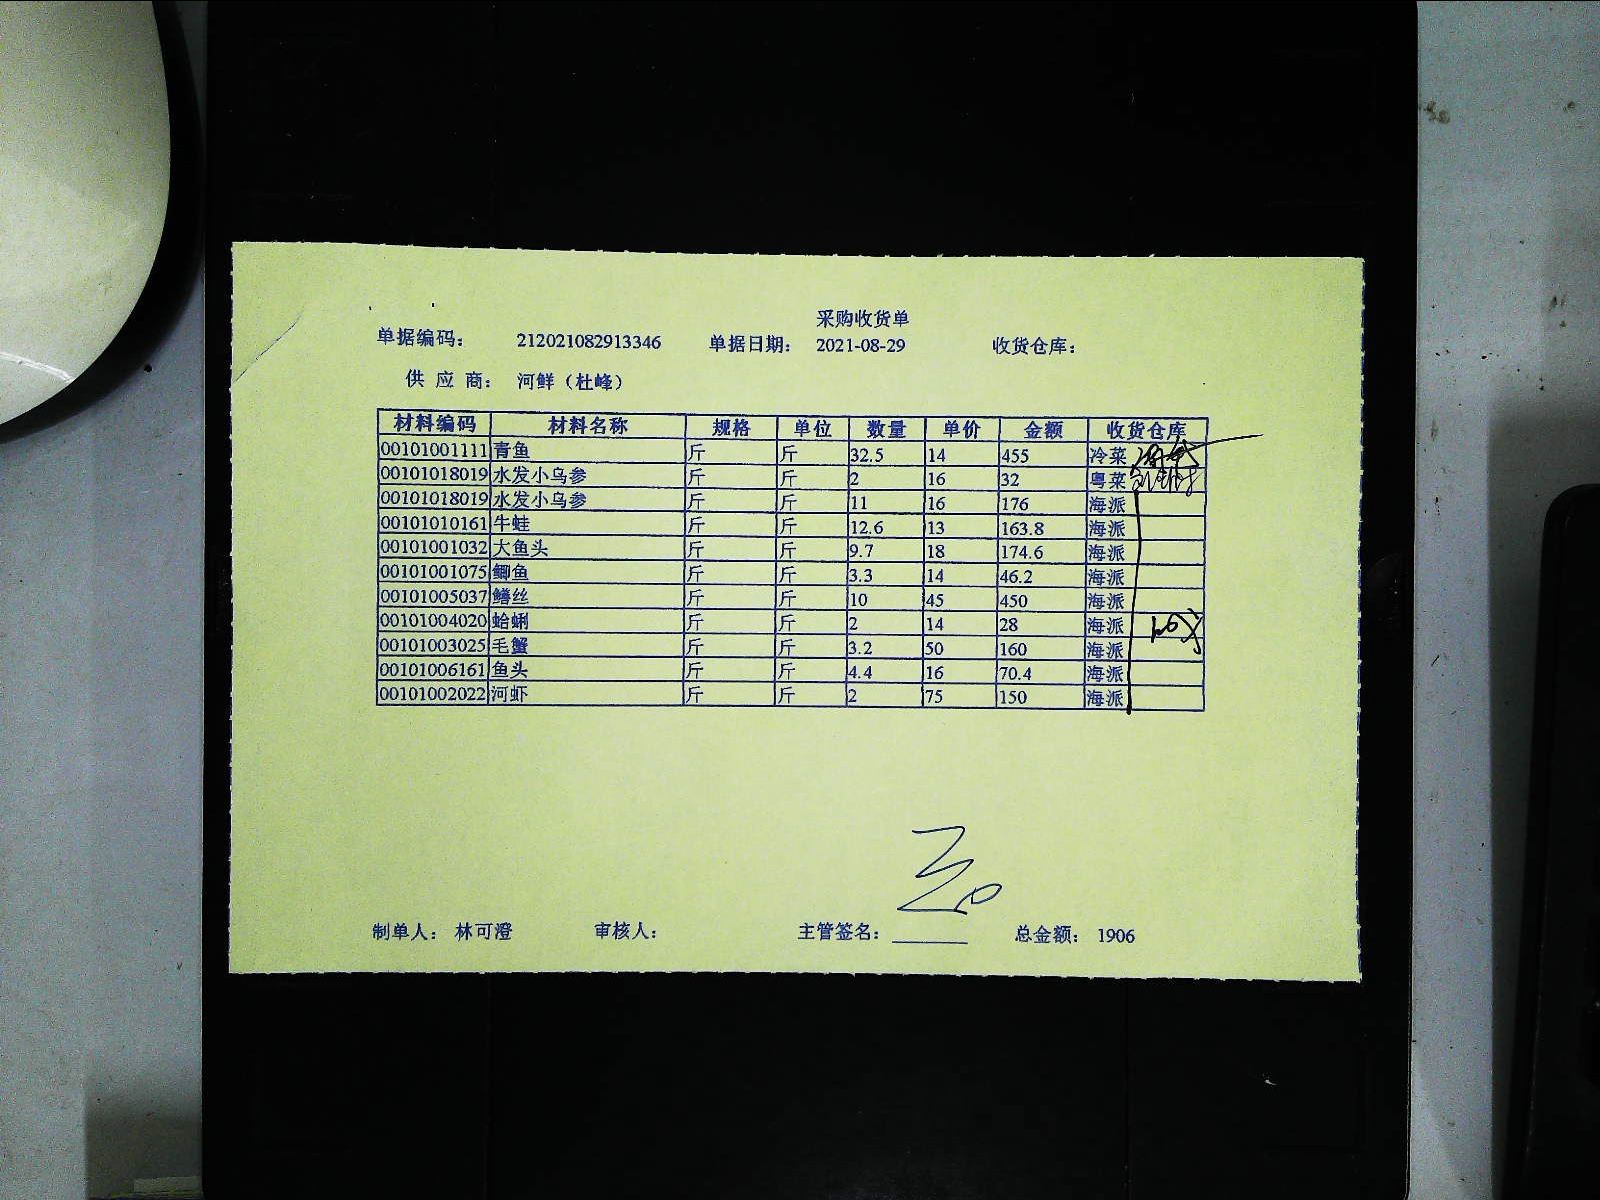 采购收货单
单据编码： 212021082913346 单据日期： 2021-08-29 收货仓库：
供 应 商： 河鲜（杜峰）
材料编码 材料名称 规格 单位 数量 单价 金额 收货仓库
00101001111 青鱼 斤 斤 32.5 14 455 冷菜
00101018019 水发小乌参 斤 斤 2 16 32 粤菜
00101018019 水发小乌参 斤 斤 11 16 176 海派
00101010161 牛蛙 斤 斤 12.6 13 163.8 海派
00101001032 大鱼头 斤 斤 9.7 18 174.6 海派
00101001075 鲫鱼 斤 斤 3.3 14 46.2 海派
00101005037 鳝丝 斤 斤 10 45 450 海派
00101004020 蛤蜊 斤 斤 2 14 28 海派
00101003025 毛蟹 斤 斤 3.2 50 160 海派
00101006161 鱼头 斤 斤 4.4 16 70.4 海派
00101002022 河虾 斤 斤 2 75 150 海派
制单人： 林可澄 审核人： 主管签名： 总金额： 1906